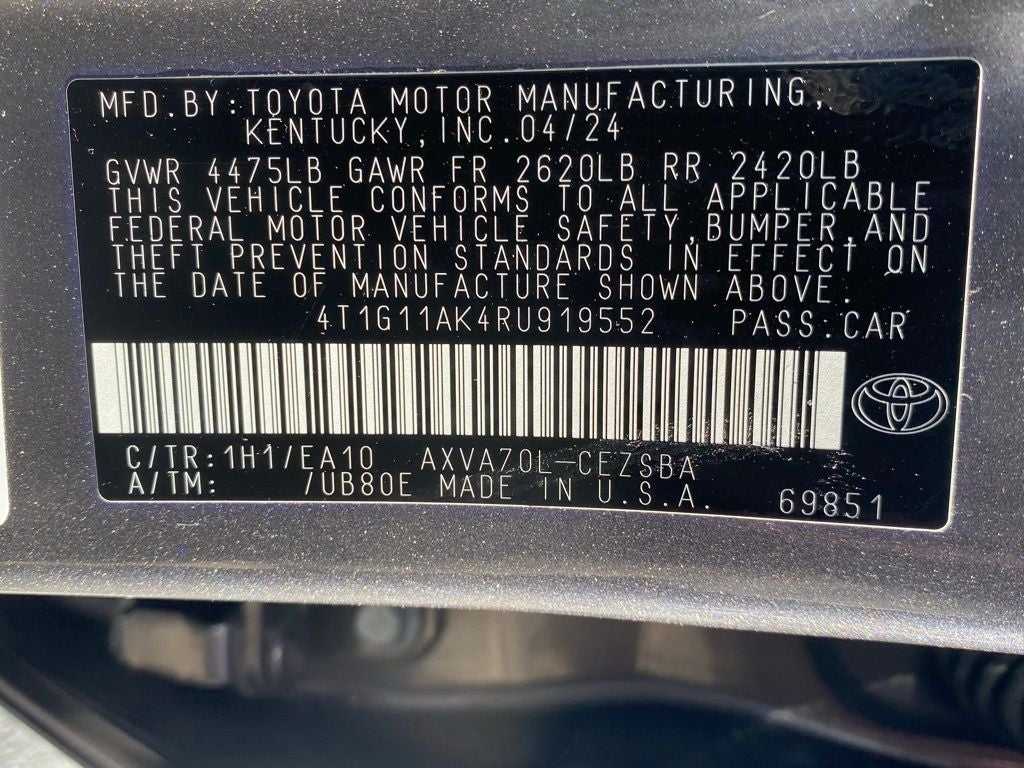 MFD. BY: TOYOTA MOTOR MANUFACTURING,
KENTUCKY, INC. 04/24
GVWR 4475LB GAWR FR 2620LB RR 2420LB
THIS VEHICLE CONFORMS TO ALL APPLICABLE
FEDERAL MOTOR VEHICLE SAFETY, BUMPER, AND
THEFT PREVENTION STANDARDS IN EFFECT ON
THE DATE OF MANUFACTURE SHOWN ABOVE.
4T1G11AK4RU919552 PASS. CAR
C/TR: 1H1/EA10 AXVA70L-CEZSBA
A/TM: /UB80E MADE IN U.S.A. 69851